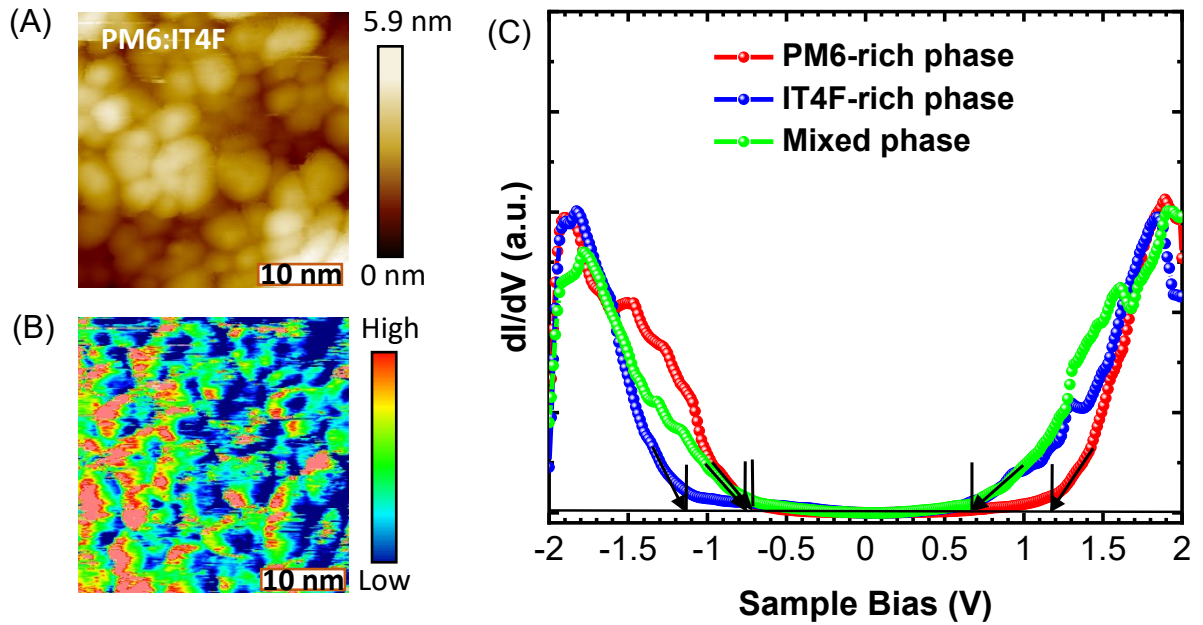 (A)
PM6:IT4F
5.9 nm
10 nm
0 nm
(B)
High
10 nm
Low
(C)
PM6-rich phase
IT4F-rich phase
Mixed phase
dI/dV (a.u.)
-2 -1.5 -1 -0.5 0 0.5 1 1.5 2
Sample Bias (V)